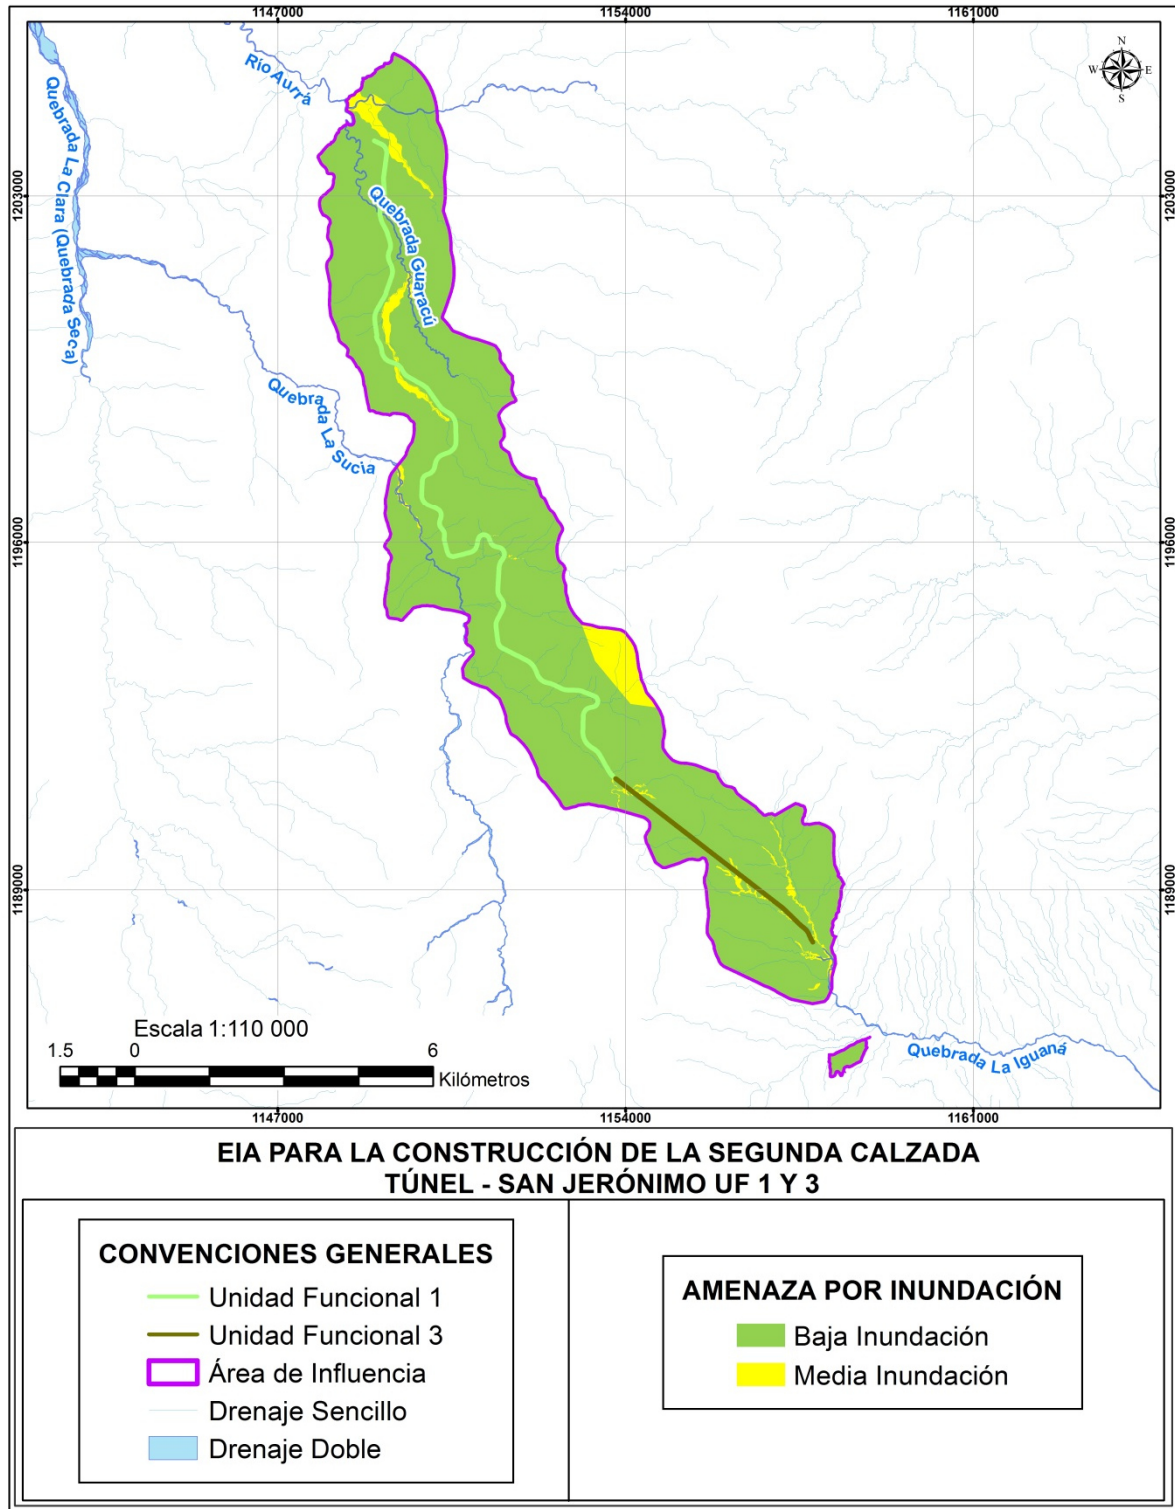 1147000
1154000
1161000
N
W
E
S
Río Aurrá
Quebrada La Clara (Quebrada Seca)
1203000
1203000
Quebrada Guaracú
Quebrada La Sucia
1196000
1196000
1189000
1189000
Escala 1:110 000
1.5 0 6
Kilómetros
Quebrada La Iguaná
1147000
1154000
1161000
EIA PARA LA CONSTRUCCIÓN DE LA SEGUNDA CALZADA
TÚNEL - SAN JERÓNIMO UF 1 Y 3
CONVENCIONES GENERALES
Unidad Funcional 1
Unidad Funcional 3
Área de Influencia
Drenaje Sencillo
Drenaje Doble
AMENAZA POR INUNDACIÓN
Baja Inundación
Media Inundación